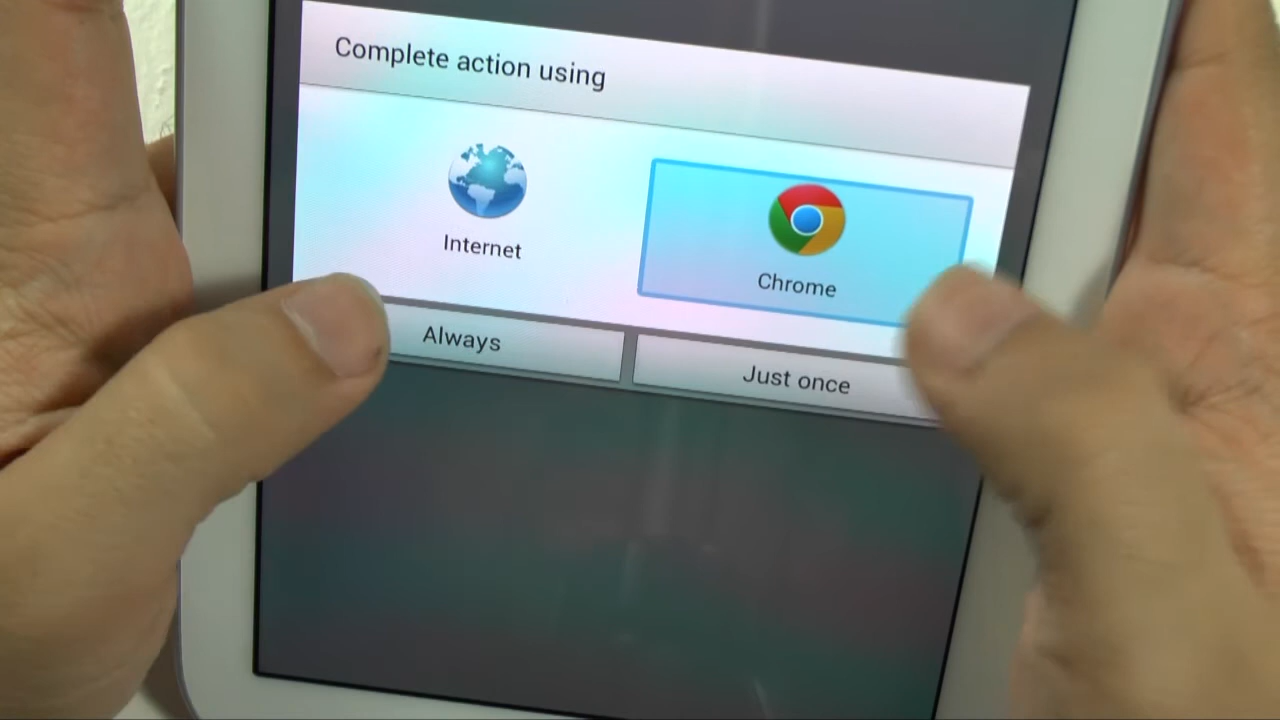 Complete action using
Internet
Chrome
Always
Just once